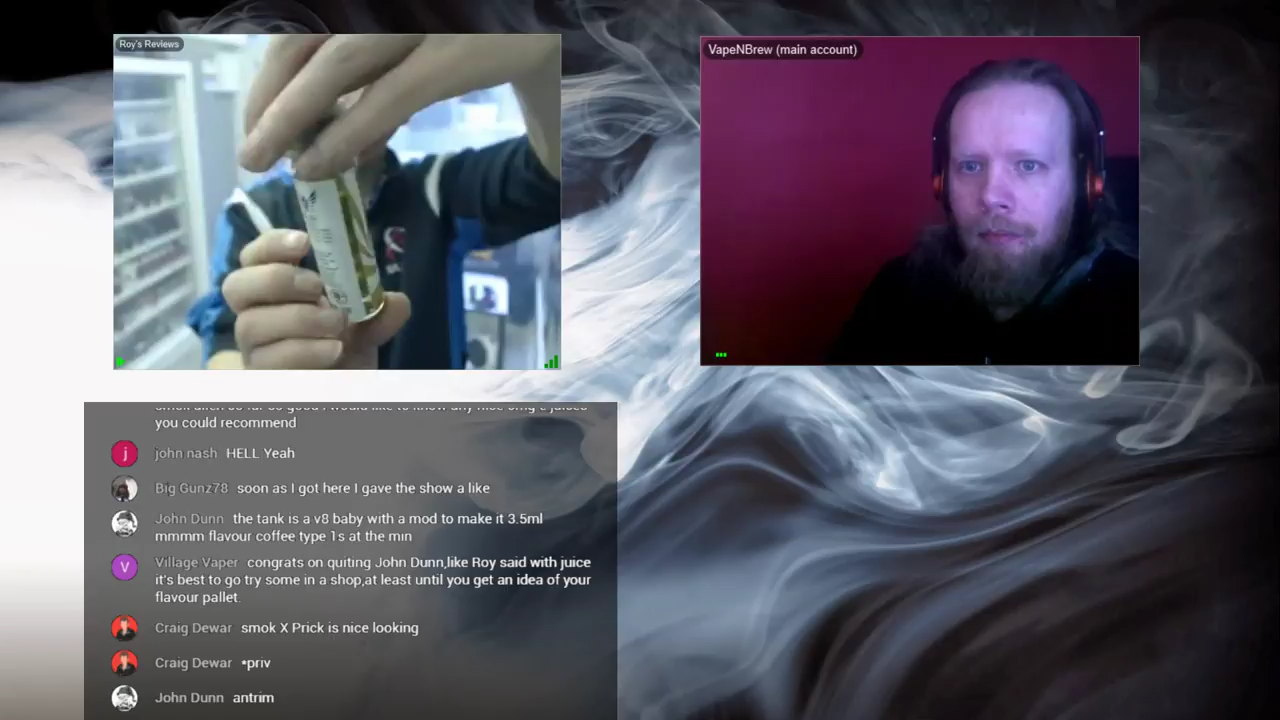 Roy's Reviews
VapeNBrew (main account)
you could recommend
john nash HELL Yeah
Big Gunz78 soon as I got here I gave the show a like
John Dunn the tank is a v8 baby with a mod to make it 3.5ml
mmmm flavour coffee type 1s at the min
V
Village Vaper congrats on quiting John Dunn,like Roy said with juice
it's best to go try some in a shop,at least until you get an idea of your
flavour pallet.
Craig Dewar smok X Prick is nice looking
Craig Dewar *priv
John Dunn antrim